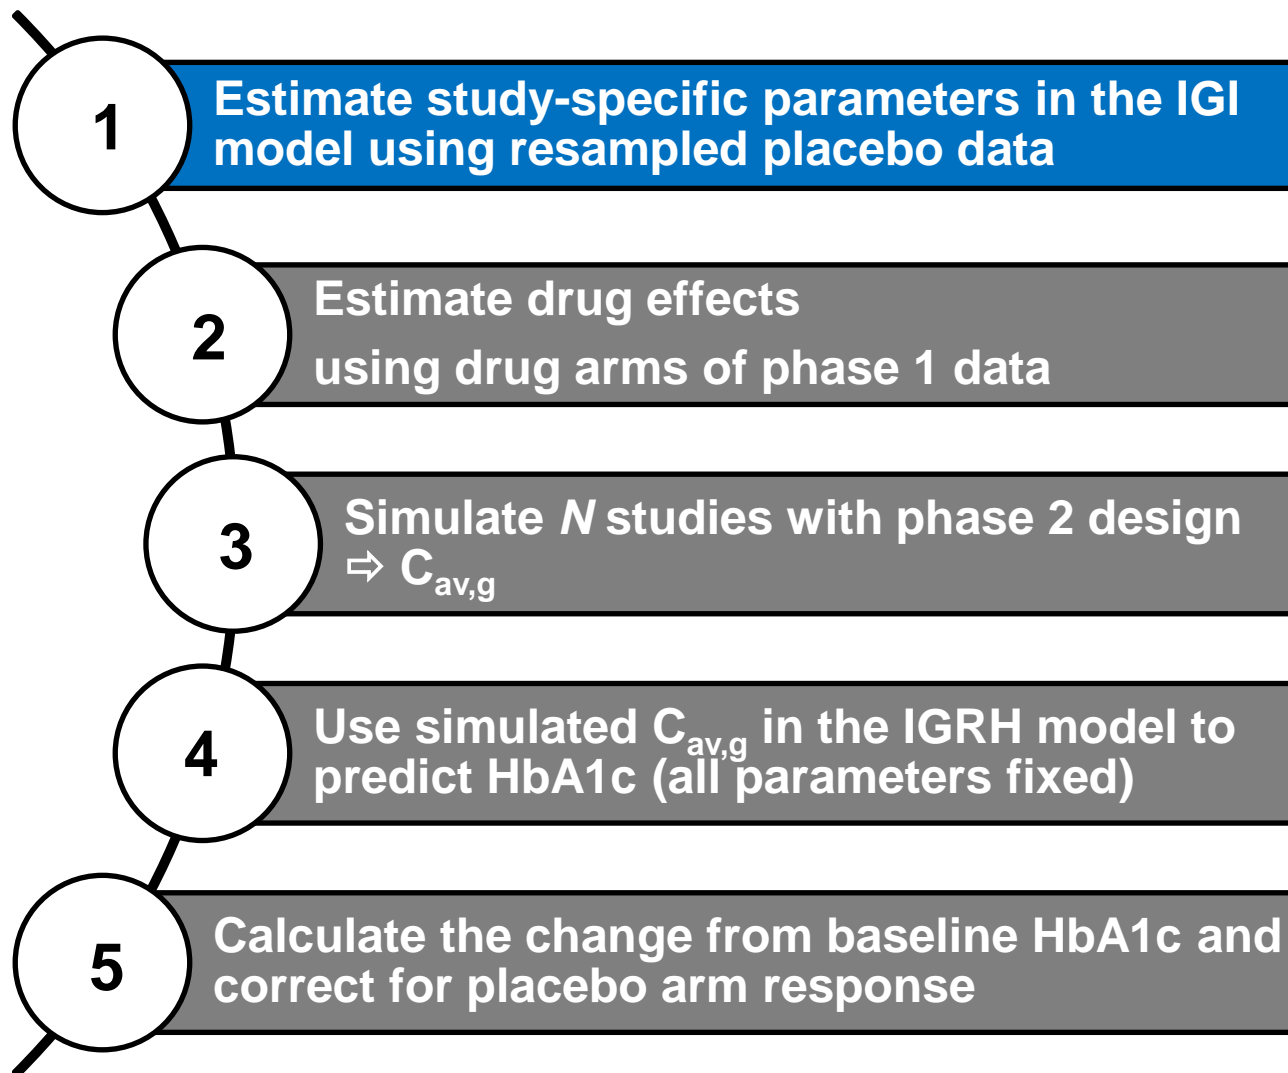 1
Estimate study-specific parameters in the IGI
model using resampled placebo data
2
Estimate drug effects
using drug arms of phase 1 data
3
Simulate N studies with phase 2 design
⇨ Cav,g
4
Use simulated Cav,g in the IGRH model to
predict HbA1c (all parameters fixed)
5
Calculate the change from baseline HbA1c and
correct for placebo arm response